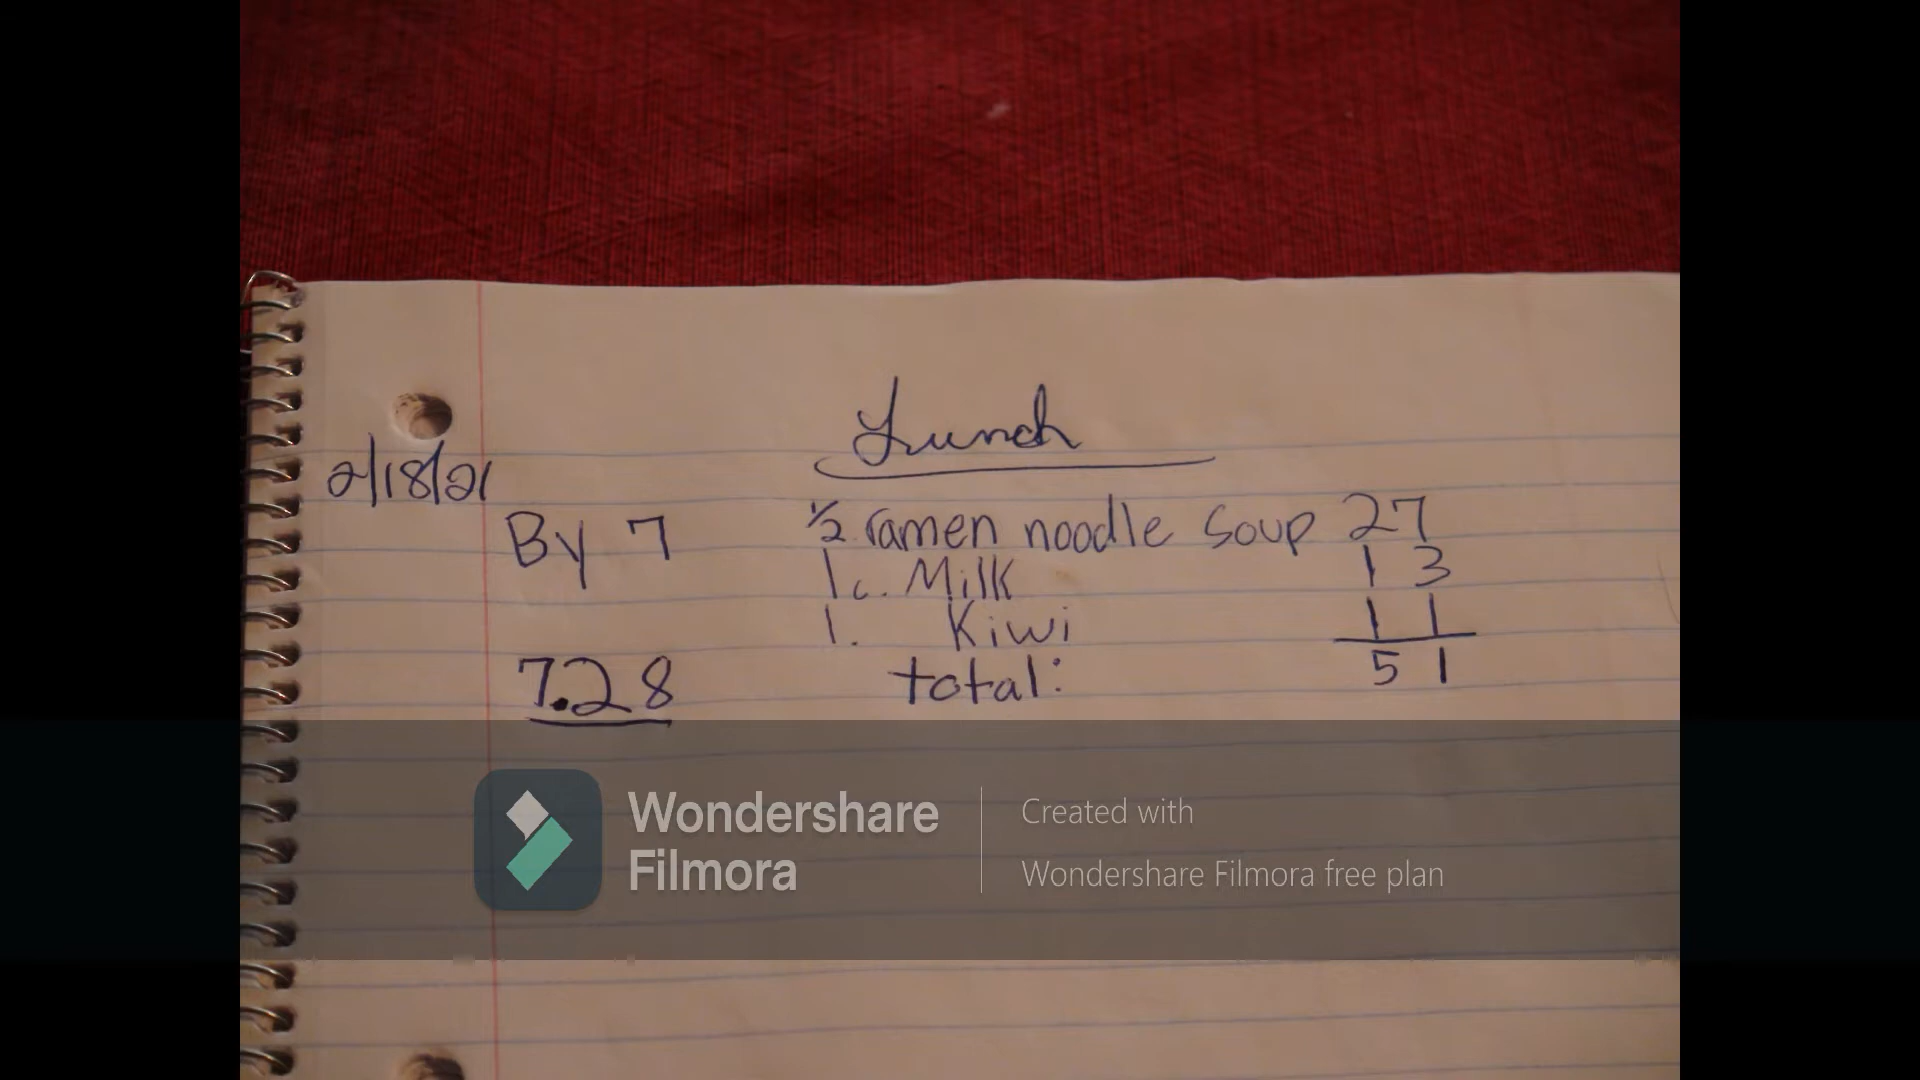 Lunch
2/18/21
By 7 1/2 ramen noodle soup 27
1 c. Milk 13
1. Kiwi 11
7.28 total: 51
Wondershare Filmora
Created with
Wondershare Filmora free plan